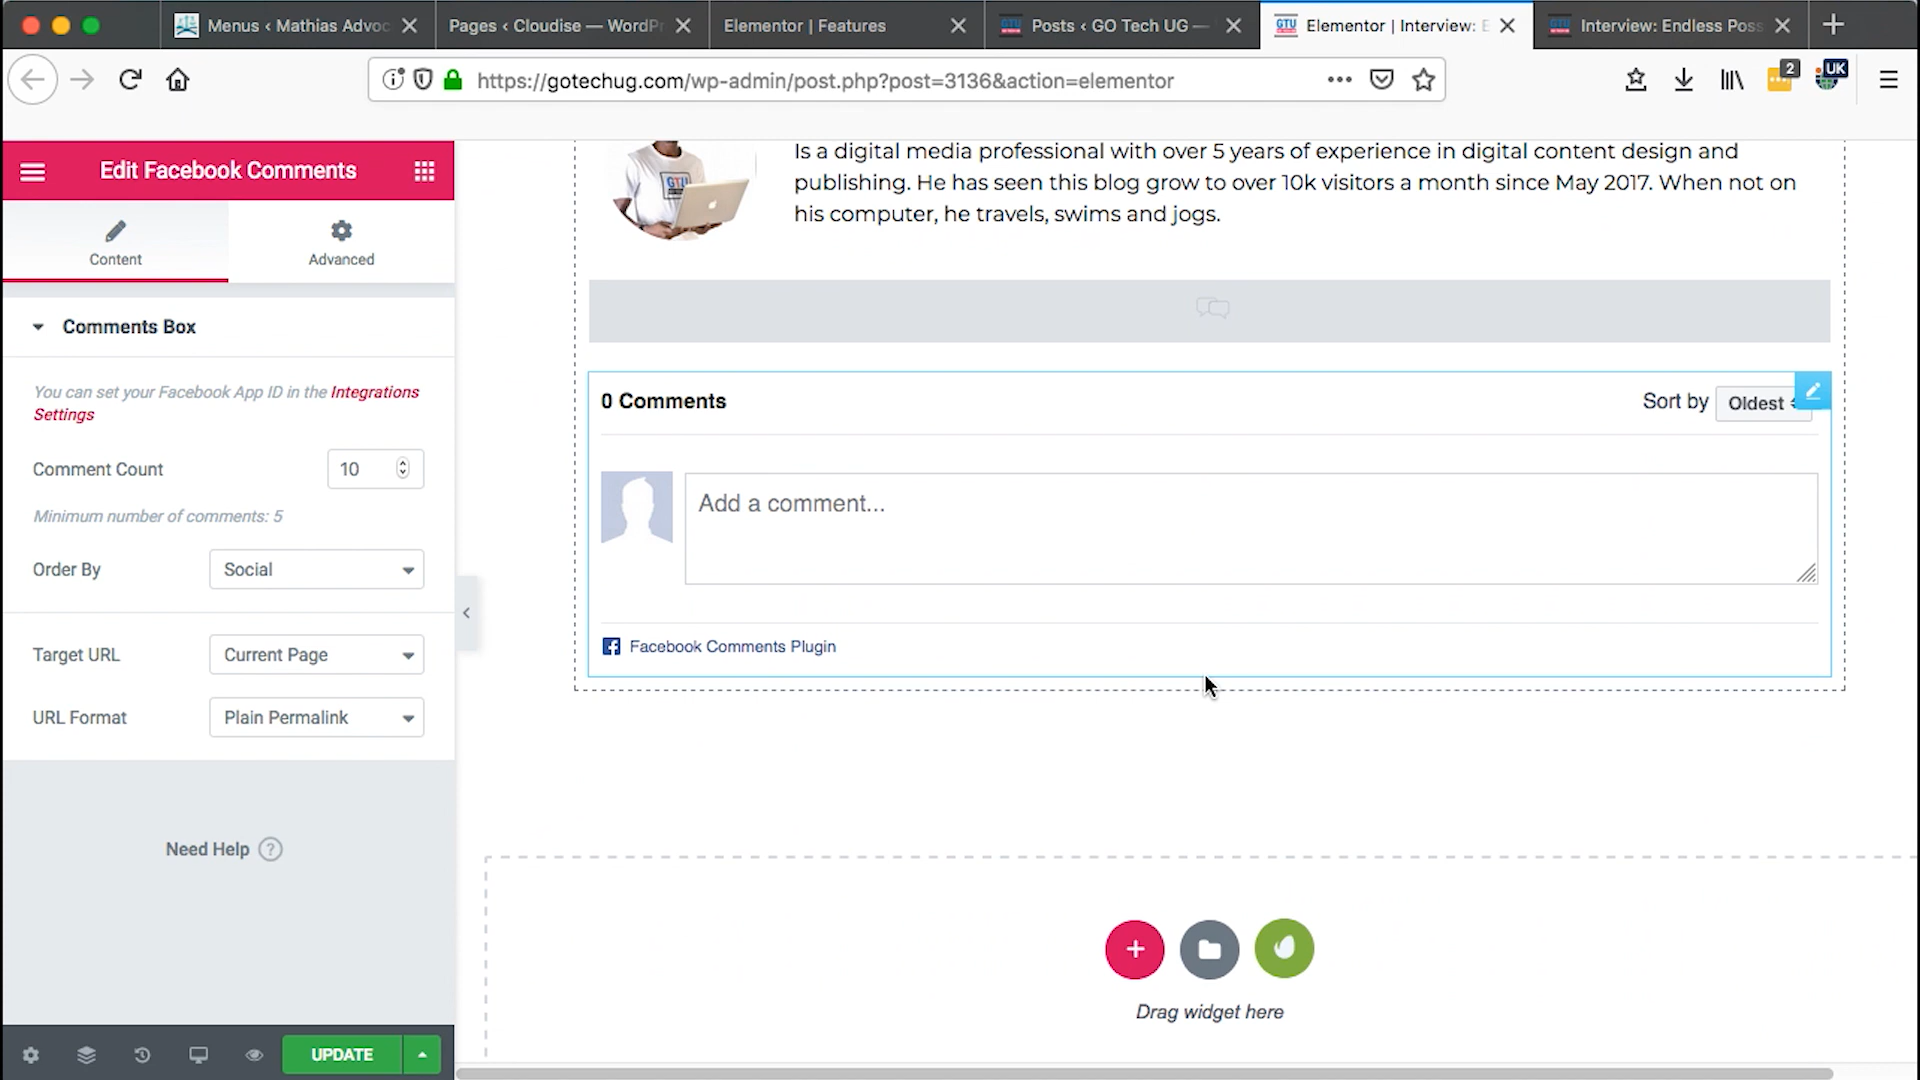 Menus ‹ Mathias Advoc
Pages ‹ Cloudise — WordPr
Elementor | Features
GTU Posts ‹ GO Tech UG —
GTU Elementor | Interview: E
GTU Interview: Endless Poss
https://gotechug.com/wp-admin/post.php?post=3136&action=elementor
2
UK
Edit Facebook Comments
Content
Advanced
Comments Box
You can set your Facebook App ID in the Integrations
Settings
Comment Count
10
Minimum number of comments: 5
Order By
Social
Target URL
Current Page
URL Format
Plain Permalink
Need Help ?
UPDATE
GTU
Is a digital media professional with over 5 years of experience in digital content design and
publishing. He has seen this blog grow to over 10k visitors a month since May 2017. When not on
his computer, he travels, swims and jogs.
0 Comments
Sort by Oldest
Add a comment...
Facebook Comments Plugin
Drag widget here